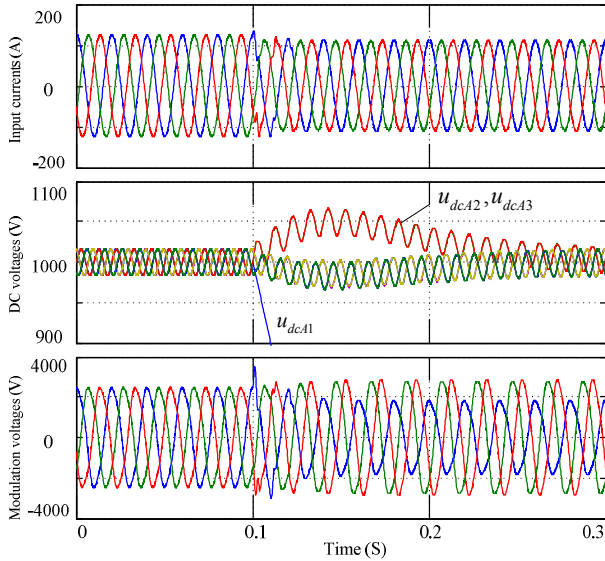 Input currents (A)
200
0
-200
DC voltages (V)
1100
1000
900
u_dcA2 , u_dcA3
u_dcA1
Modulation voltages (V)
4000
0
-4000
0 0.1 0.2 0.3
Time (S)